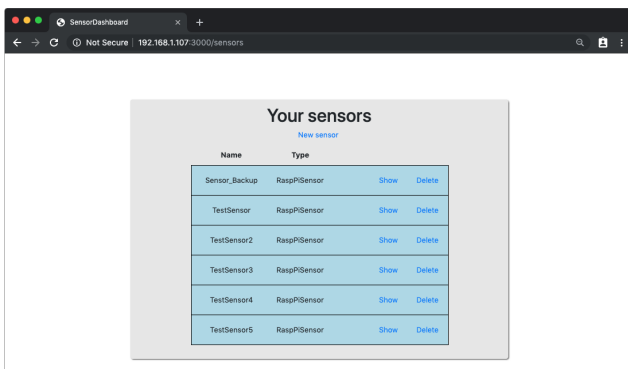 SensorDashboard
Not Secure | 192.168.1.107:3000/sensors
Your sensors
New sensor
Name Type
Sensor_Backup RaspPiSensor Show Delete
TestSensor RaspPiSensor Show Delete
TestSensor2 RaspPiSensor Show Delete
TestSensor3 RaspPiSensor Show Delete
TestSensor4 RaspPiSensor Show Delete
TestSensor5 RaspPiSensor Show Delete